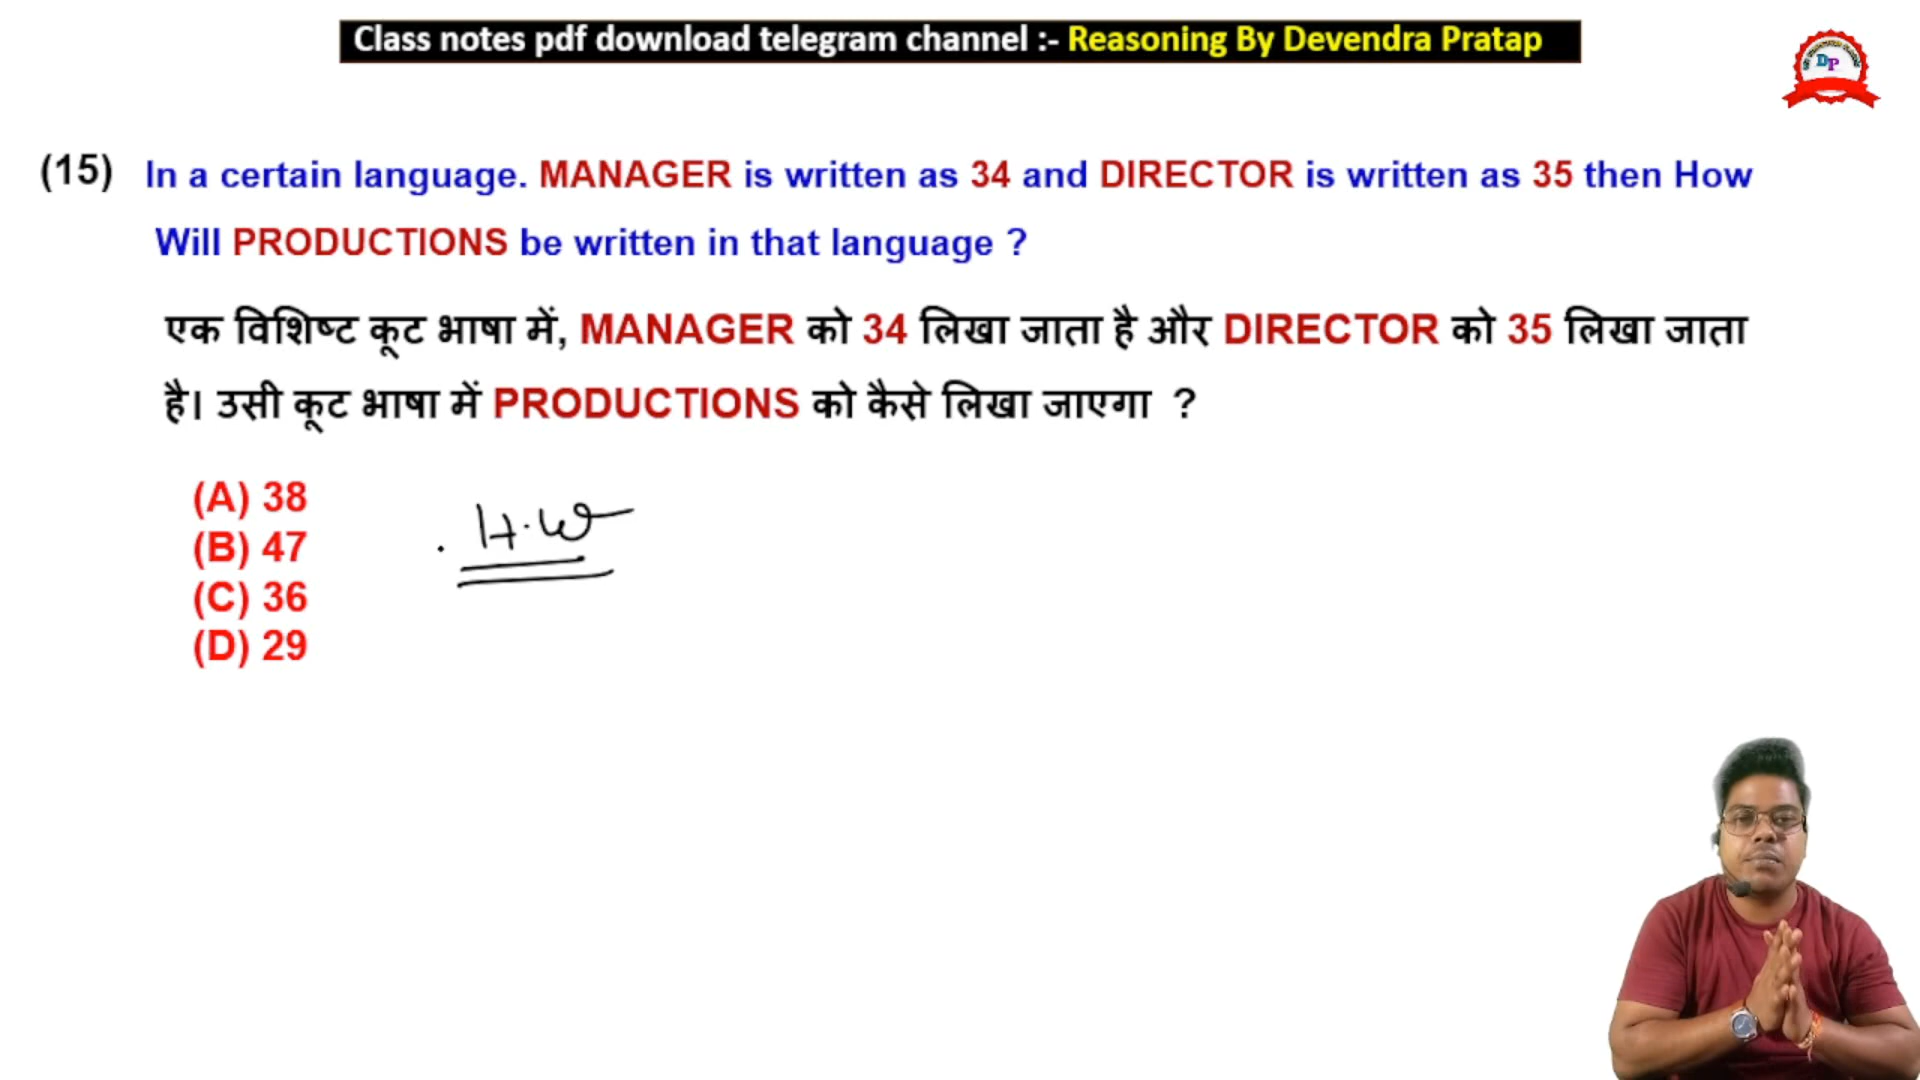 Class notes pdf download telegram channel :- Reasoning By Devendra Pratap
DP
(15) In a certain language. MANAGER is written as 34 and DIRECTOR is written as 35 then How
Will PRODUCTIONS be written in that language ?
एक विशिष्ट कूट भाषा में, MANAGER को 34 लिखा जाता है और DIRECTOR को 35 लिखा जाता
है। उसी कूट भाषा में PRODUCTIONS को कैसे लिखा जाएगा ?
(A) 38
(B) 47
(C) 36
(D) 29
H.W